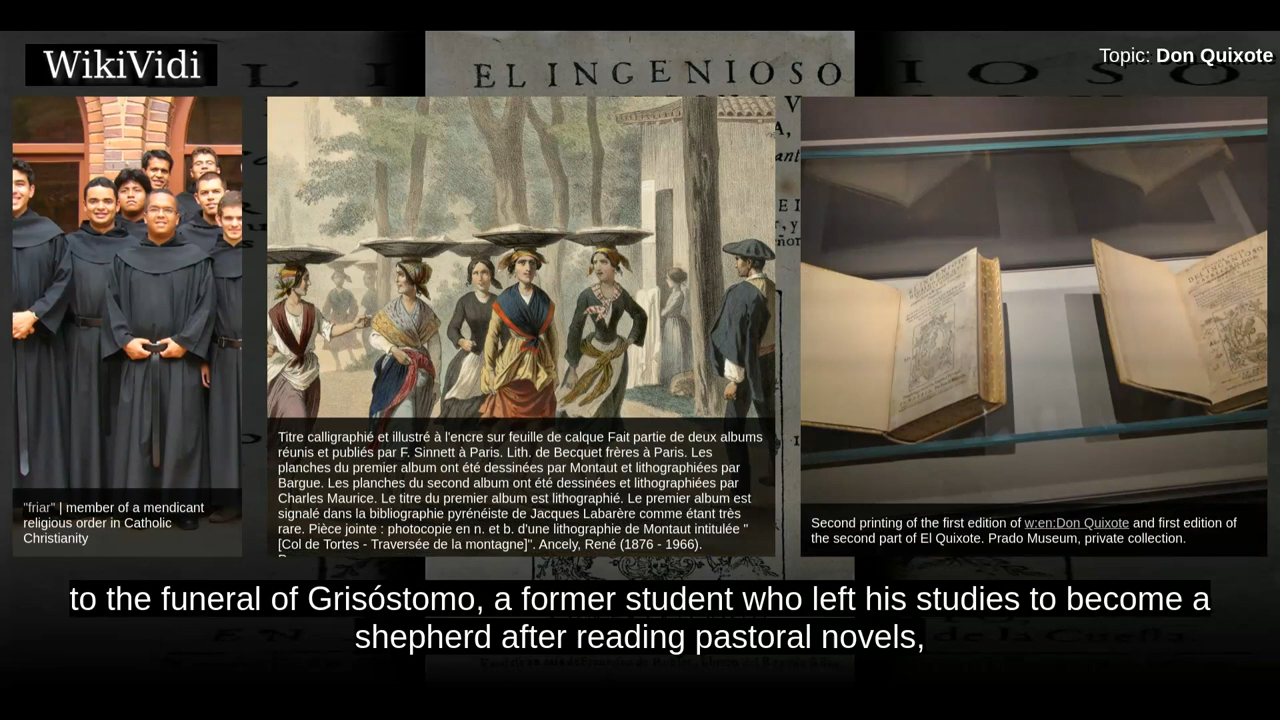 WikiVidi
Topic: Don Quixote
EL INGENIOSO
"friar" | member of a mendicant
religious order in Catholic
Christianity
Titre calligraphié et illustré à l'encre sur feuille de calque Fait partie de deux albums
réunis et publiés par F. Sinnett à Paris. Lith. de Becquet frères à Paris. Les
planches du premier album ont été dessinées par Montaut et lithographiées par
Bargue. Les planches du second album ont été dessinées et lithographiées par
Charles Maurice. Le titre du premier album est lithographié. Le premier album est
signalé dans la bibliographie pyrénéiste de Jacques Labarère comme étant très
rare. Pièce jointe : photocopie en n. et b. d'une lithographie de Montaut intitulée "
[Col de Tortes - Traversée de la montagne]". Ancely, René (1876 - 1966).
Second printing of the first edition of w:en:Don Quixote and first edition of
the second part of El Quixote. Prado Museum, private collection.
to the funeral of Grisóstomo, a former student who left his studies to become a
shepherd after reading pastoral novels,